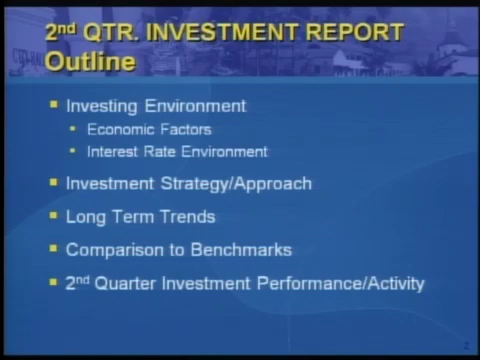 2nd QTR. INVESTMENT REPORT
Outline
Investing Environment
Economic Factors
Interest Rate Environment
Investment Strategy/Approach
Long Term Trends
Comparison to Benchmarks
2nd Quarter Investment Performance/Activity
2